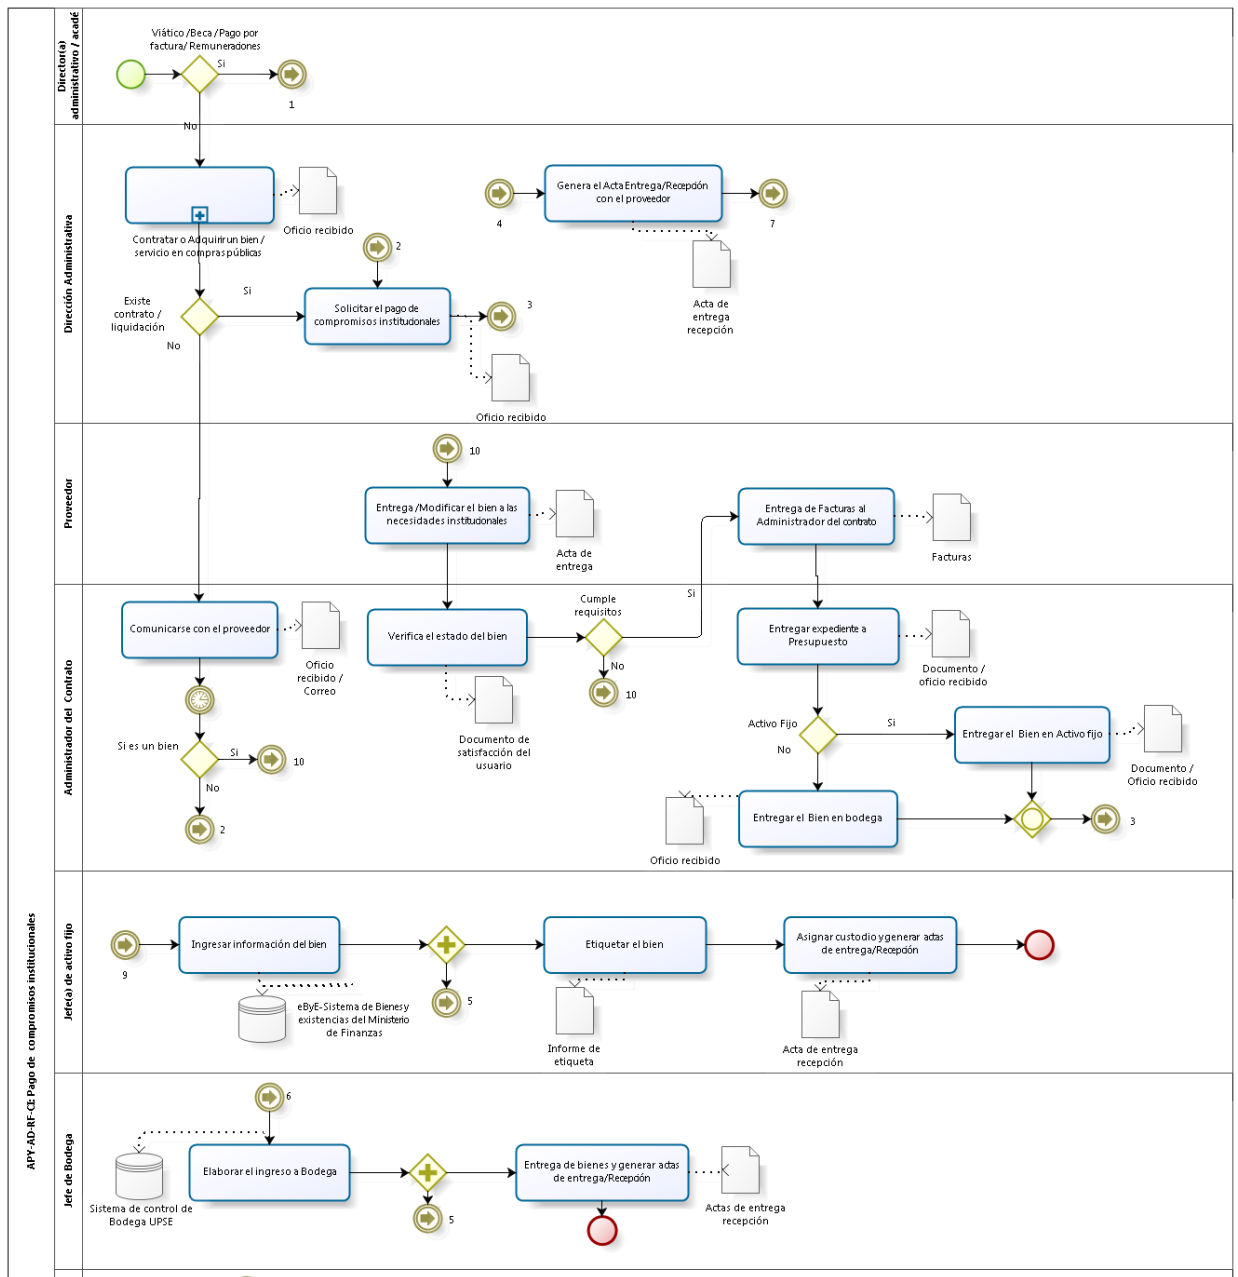 APY-AD-RF-CI: Pago de compromisos institucionales
Director(a)
administrativo / acadé
Viático /Beca /Pago por
factura/ Remuneraciones
Si
1
No
Dirección Administrativa
Contratar o Adquirir un bien /
servicio en compras públicas
Oficio recibido
4
Genera el Acta Entrega/Recepción
con el proveedor
7
Acta de
entrega
recepción
2
Existe
contrato /
liquidación
Si
No
Solicitar el pago de
compromisos institucionales
3
Oficio recibido
Proveedor
10
Entrega /Modificar el bien a las
necesidades institucionales
Acta de
entrega
Entrega de Facturas al
Administrador del contrato
Facturas
Administrador del Contrato
Comunicarse con el proveedor
Oficio
recibido /
Correo
Si es un bien
Si
10
No
2
Verifica el estado del bien
Documento de
satisfacción del
usuario
Cumple
requisitos
Si
No
10
Entregar expediente a
Presupuesto
Documento /
oficio recibido
Activo Fijo
Si
No
Entregar el Bien en Activo fijo
Documento /
Oficio recibido
Entregar el Bien en bodega
Oficio recibido
3
Jefe(a) de activo fijo
9
Ingresar información del bien
eByE-Sistema de Bienes y
existencias del Ministerio
de Finanzas
5
Etiquetar el bien
Informe de
etiqueta
Asignar custodio y generar actas
de entrega/Recepción
Acta de entrega
recepción
Jefe de Bodega
6
Elaborar el ingreso a Bodega
Sistema de control de
Bodega UPSE
5
Entrega de bienes y generar actas
de entrega/Recepción
Actas de entrega
recepción